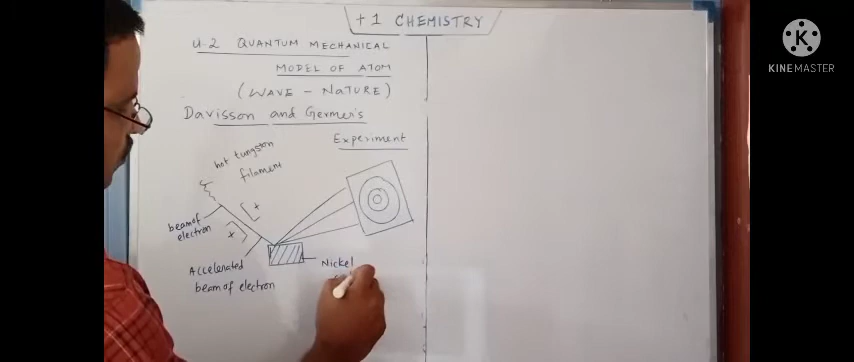 +1 CHEMISTRY
U.2 QUANTUM MECHANICAL
MODEL OF ATOM
(WAVE - NATURE)
Davisson and Germer's
Experiment
hot tungston
filament
+
beam of
electron
+
Accelerated
beam of electron
Nickel
K
KINEMASTER